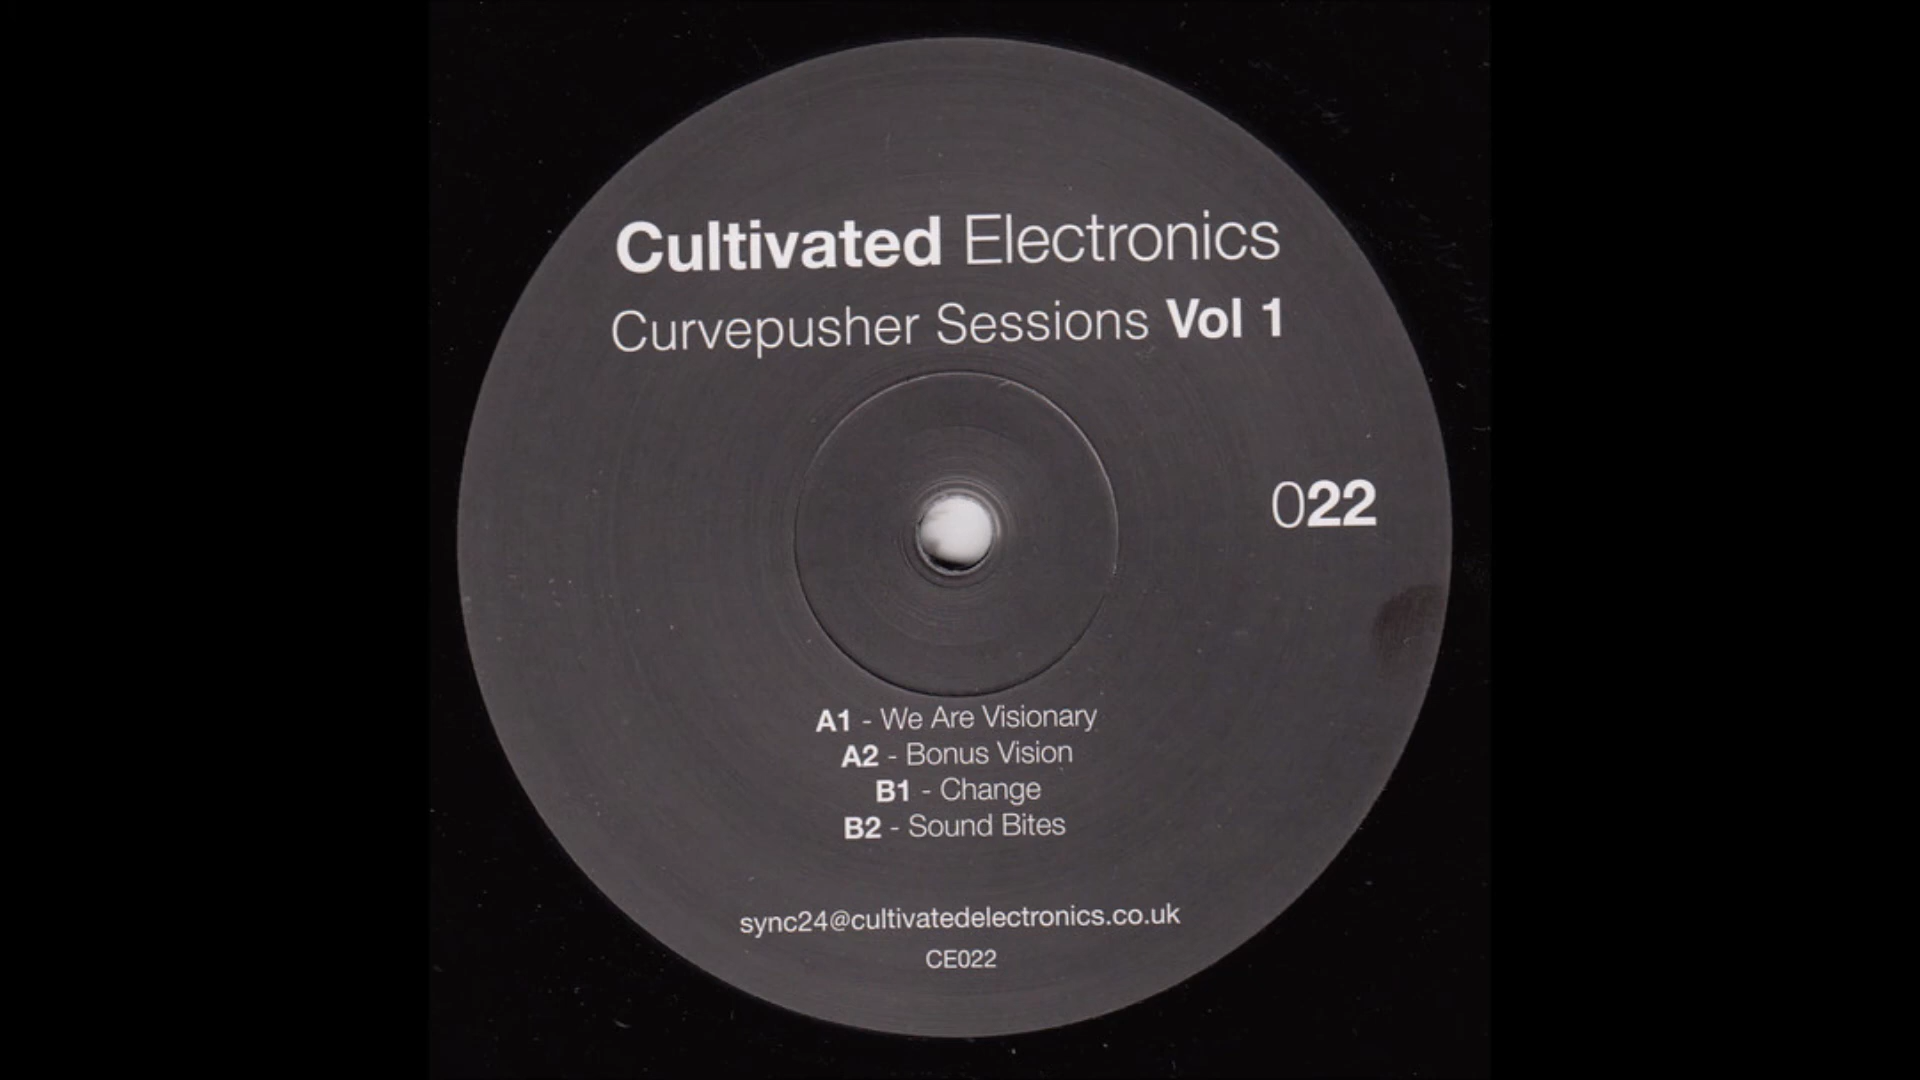 Cultivated Electronics
Curvepusher Sessions Vol 1
022
A1 - We Are Visionary
A2 - Bonus Vision
B1 - Change
B2 - Sound Bites
sync24@cultivatedelectronics.co.uk
CE022